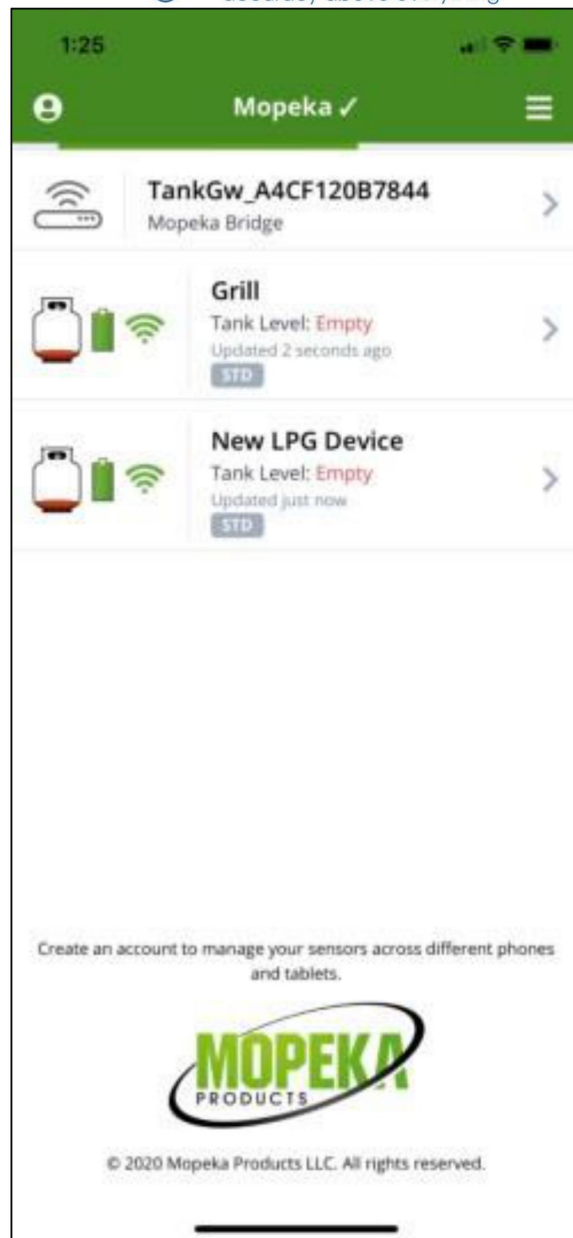 1:25
Mopeka ✓
TankGw_A4CF120B7844
Mopeka Bridge
Grill
Tank Level: Empty
Updated 2 seconds ago
STD
New LPG Device
Tank Level: Empty
Updated just now
STD
Create an account to manage your sensors across different phones
and tablets.
MOPEKA
PRODUCTS
© 2020 Mopeka Products LLC. All rights reserved.